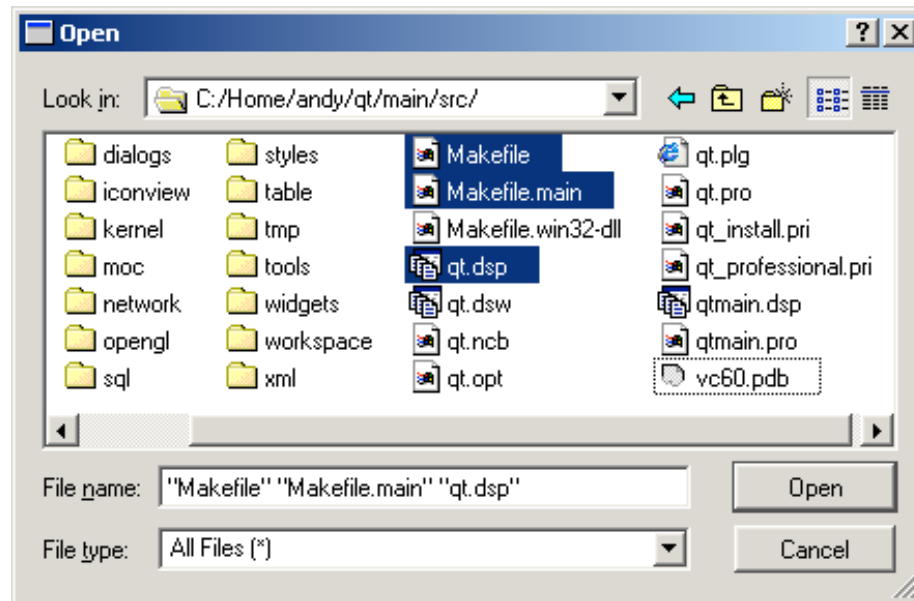 Open
Look in: C:/Home/andy/qt/main/src/
dialogs styles Makefile qt.plg
iconview table Makefile.main qt.pro
kernel tmp Makefile.win32-dll qt_install.pri
moc tools qt.dsp qt_professional.pri
network widgets qt.dsw qtmain.dsp
opengl workspace qt.ncb qtmain.pro
sql xml qt.opt vc60.pdb
File name: "Makefile" "Makefile.main" "qt.dsp" Open
File type: All Files (*) Cancel